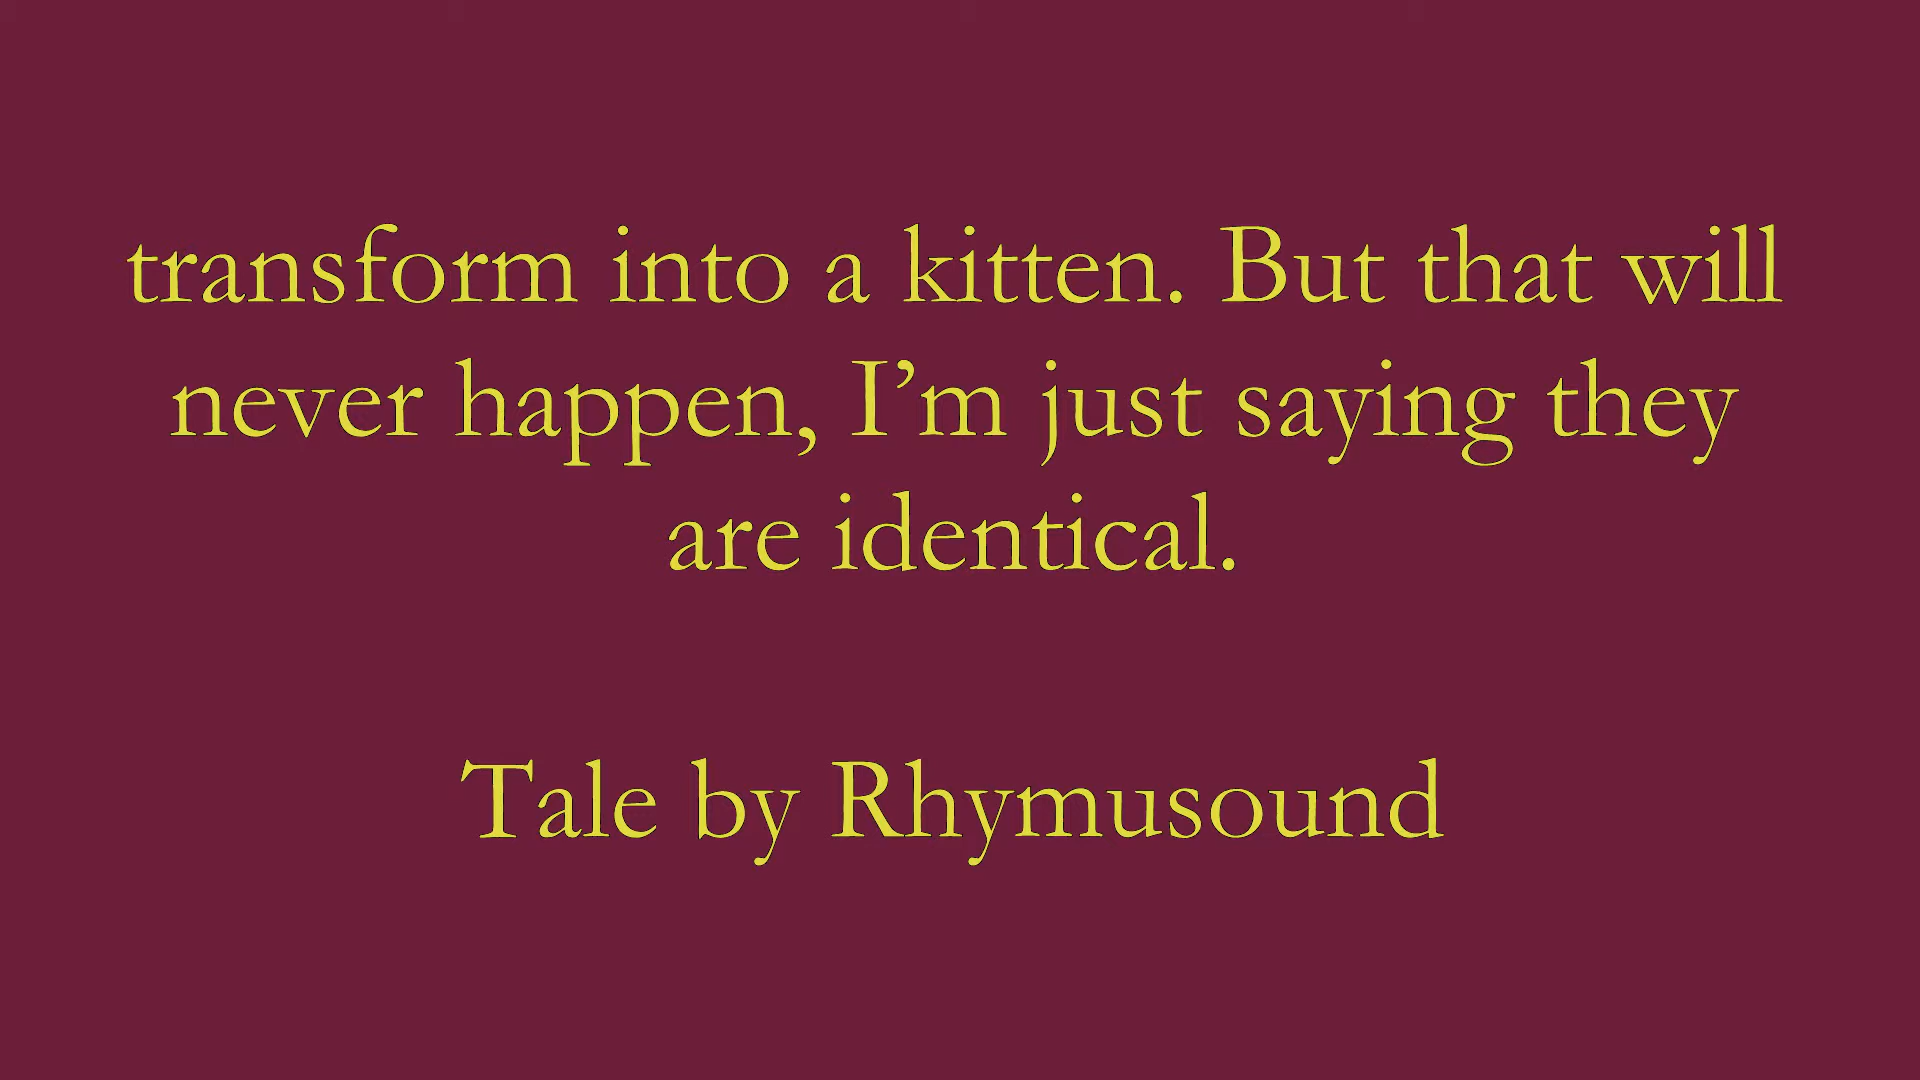 transform into a kitten. But that will
never happen, I’m just saying they
are identical.
Tale by Rhymusound